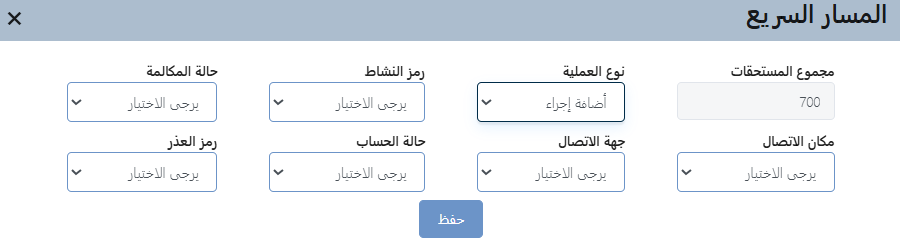 المسار السريع ×
مجموع المستحقات نوع العملية رمز النشاط حالة المكالمة
700 أضافة إجراء يرجى الاختيار يرجى الاختيار
مكان الاتصال جهة الاتصال حالة الحساب رمز العذر
يرجى الاختيار يرجى الاختيار يرجى الاختيار يرجى الاختيار
حفظ